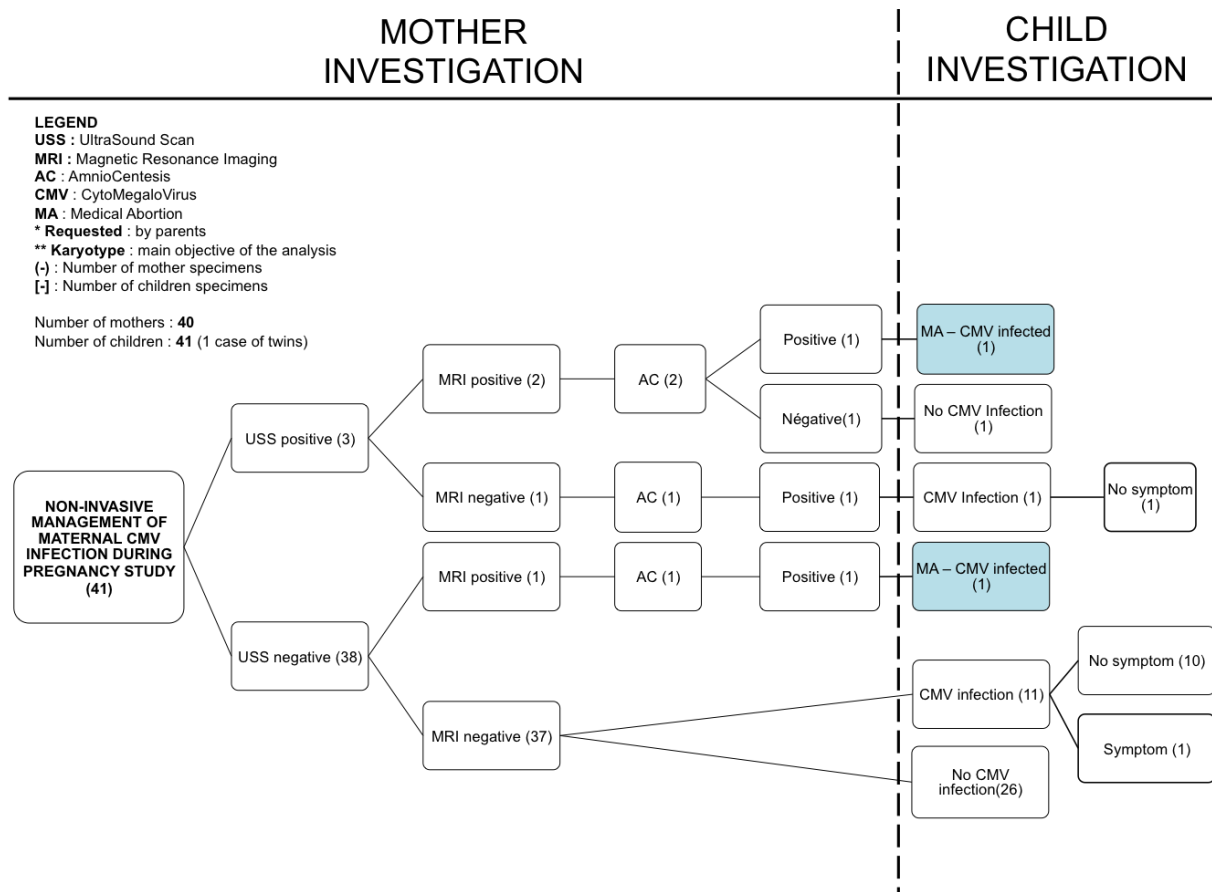 MOTHER
INVESTIGATION
CHILD
INVESTIGATION
LEGEND
USS : UltraSound Scan
MRI : Magnetic Resonance Imaging
AC : AmnioCentesis
CMV : CytoMegaloVirus
MA : Medical Abortion
* Requested : by parents
** Karyotype : main objective of the analysis
(-) : Number of mother specimens
[-] : Number of children specimens
Number of mothers : 40
Number of children : 41 (1 case of twins)
NON-INVASIVE
MANAGEMENT OF
MATERNAL CMV
INFECTION DURING
PREGNANCY STUDY
(41)
USS positive (3)
USS negative (38)
MRI positive (2)
AC (2)
Positive (1)
MA – CMV infected
(1)
Négative(1)
No CMV Infection
(1)
MRI negative (1)
AC (1)
Positive (1)
CMV Infection (1)
No symptom
(1)
MRI positive (1)
AC (1)
Positive (1)
MA – CMV infected
(1)
MRI negative (37)
CMV infection (11)
No symptom (10)
Symptom (1)
No CMV
infection(26)